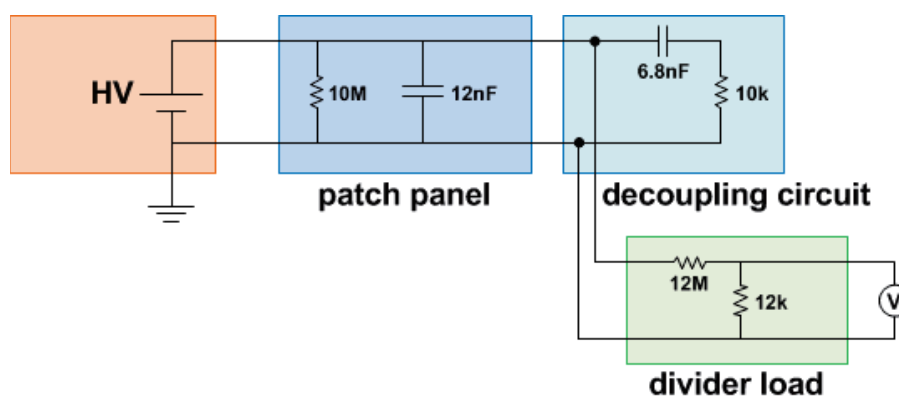 HV
10M
12nF
6.8nF
10k
patch panel
decoupling circuit
12M
12k
V
divider load